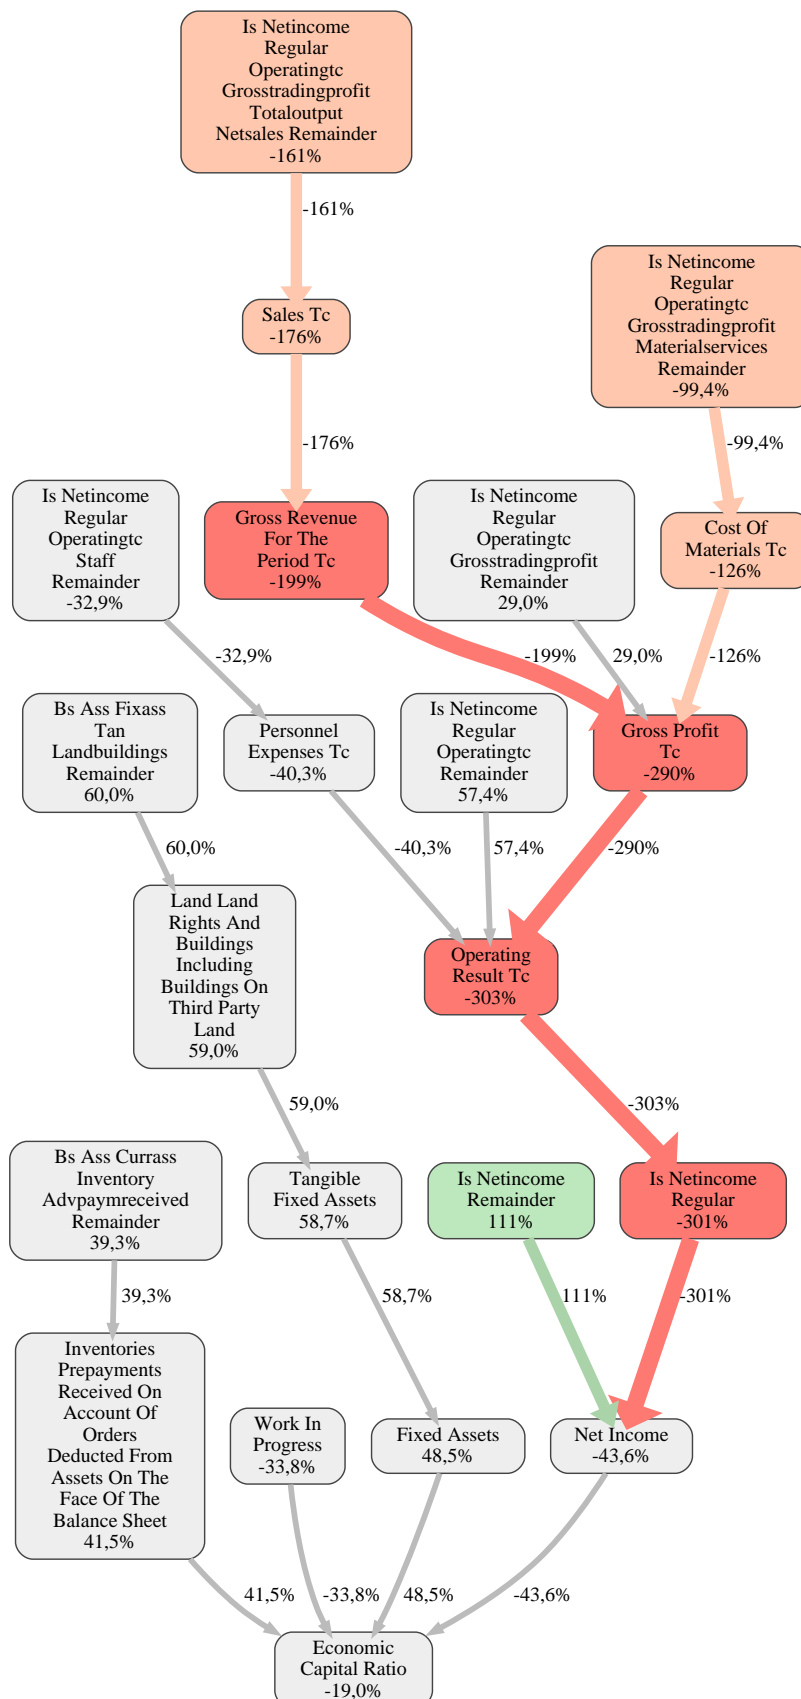 Is Netincome
Regular
Operatingtc
Grosstradingprofit
Totaloutput
Netsales Remainder
-161%
-161%
Is Netincome
Regular
Operatingtc
Grosstradingprofit
Materialservices
Remainder
-99,4%
Sales Tc
-176%
-176%
-99,4%
Is Netincome
Regular
Operatingtc
Staff
Remainder
-32,9%
Gross Revenue
For The
Period Tc
-199%
Is Netincome
Regular
Operatingtc
Grosstradingprofit
Remainder
29,0%
Cost Of
Materials Tc
-126%
-32,9%
-199%
29,0%
-126%
Bs Ass Fixass
Tan
Landbuildings
Remainder
60,0%
Personnel
Expenses Tc
-40,3%
Is Netincome
Regular
Operatingtc
Remainder
57,4%
Gross Profit
Tc
-290%
60,0%
-40,3%
57,4%
-290%
Land Land
Rights And
Buildings
Including
Buildings On
Third Party
Land
59,0%
Operating
Result Tc
-303%
59,0%
-303%
Bs Ass Currass
Inventory
Advpaymreceived
Remainder
39,3%
Tangible
Fixed Assets
58,7%
Is Netincome
Remainder
111%
Is Netincome
Regular
-301%
39,3%
58,7%
111%
-301%
Inventories
Prepayments
Received On
Account Of
Orders
Deducted From
Assets On The
Face Of The
Balance Sheet
41,5%
Work In
Progress
-33,8%
Fixed Assets
48,5%
Net Income
-43,6%
41,5%
-33,8%
48,5%
-43,6%
Economic
Capital Ratio
-19,0%